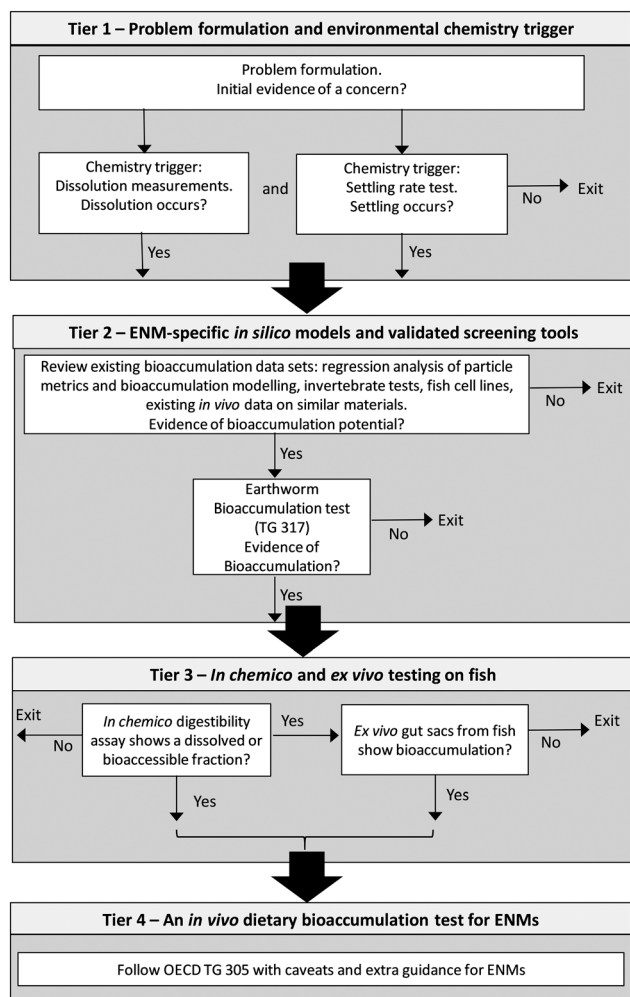 Tier 1 – Problem formulation and environmental chemistry trigger
Problem formulation.
Initial evidence of a concern?
Chemistry trigger:
Dissolution measurements.
Dissolution occurs?
and
Chemistry trigger:
Settling rate test.
Settling occurs?
No
Exit
Yes
Yes
Tier 2 – ENM-specific in silico models and validated screening tools
Review existing bioaccumulation data sets: regression analysis of particle
metrics and bioaccumulation modelling, invertebrate tests, fish cell lines,
existing in vivo data on similar materials.
Evidence of bioaccumulation potential?
No
Exit
Yes
Earthworm
Bioaccumulation test
(TG 317)
Evidence of
Bioaccumulation?
No
Exit
Yes
Tier 3 – In chemico and ex vivo testing on fish
Exit
No
In chemico digestibility
assay shows a dissolved or
bioaccessible fraction?
Yes
Ex vivo gut sacs from fish
show bioaccumulation?
No
Exit
Yes
Yes
Tier 4 – An in vivo dietary bioaccumulation test for ENMs
Follow OECD TG 305 with caveats and extra guidance for ENMs